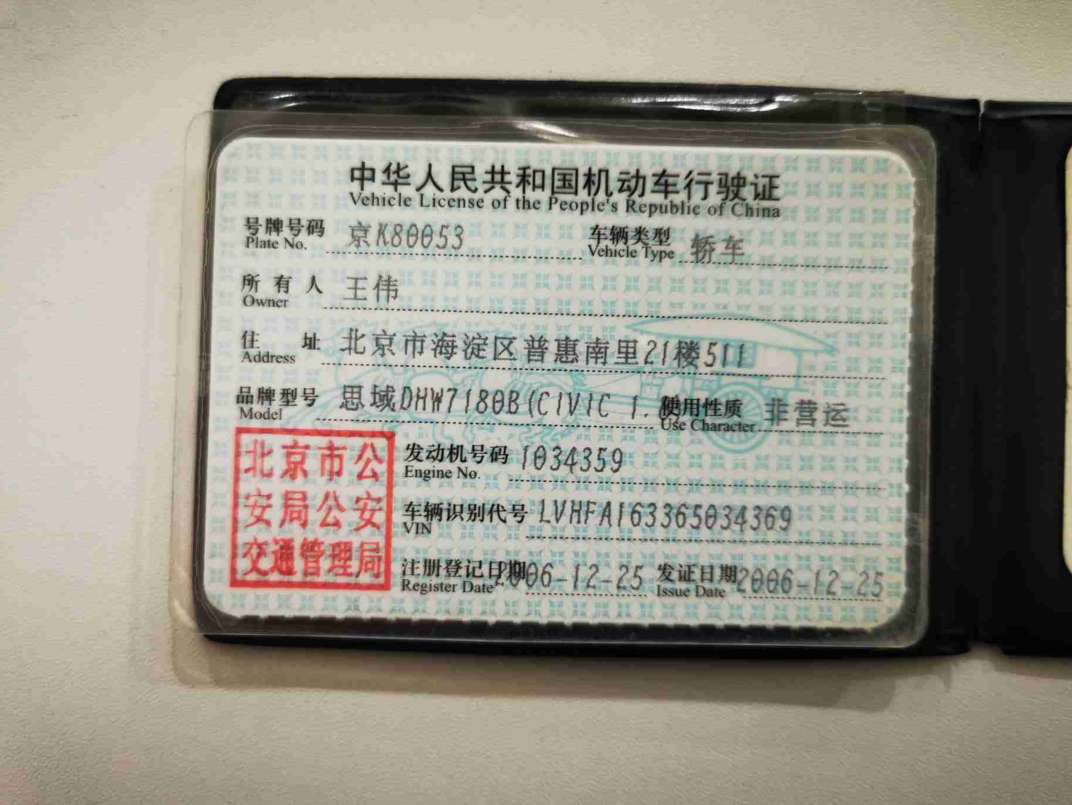 中华人民共和国机动车行驶证
Vehicle License of the People's Republic of China
号牌号码 京K80053 车辆类型 轿车
Plate No. Vehicle Type
所有人 王伟
Owner
住址 北京市海淀区普惠南里21楼511
Address
品牌型号 思域DHW7180B(CIVIC 1. 使用性质 非营运
Model Use Character
北京市公
安局公安
交通管理局
发动机号码 1034359
Engine No.
车辆识别代号 LVHFA163365034369
VIN
注册登记日期 2006-12-25 发证日期 2006-12-25
Register Date Issue Date